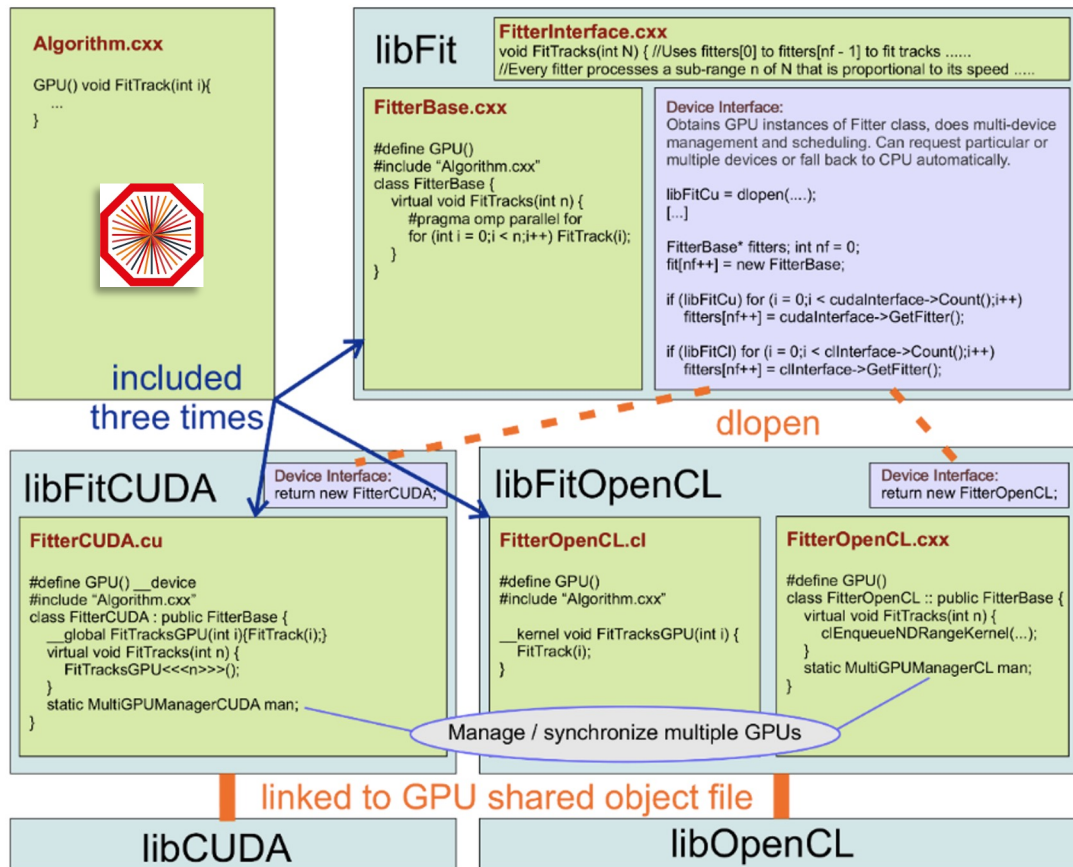 Algorithm.cxx
GPU() void FitTrack(int i){
...
}
libFit
FitterInterface.cxx
void FitTracks(int N) { //Uses fitters[0] to fitters[nf - 1] to fit tracks ......
//Every fitter processes a sub-range n of N that is proportional to its speed .....
FitterBase.cxx
#define GPU()
#include “Algorithm.cxx”
class FitterBase {
virtual void FitTracks(int n) {
#pragma omp parallel for
for (int i = 0;i < n;i++) FitTrack(i);
}
}
Device Interface:
Obtains GPU instances of Fitter class, does multi-device
management and scheduling. Can request particular or
multiple devices or fall back to CPU automatically.
libFitCu = dlopen(....);
[...]
FitterBase* fitters; int nf = 0;
fit[nf++] = new FitterBase;
if (libFitCu) for (i = 0;i < cudaInterface->Count();i++)
fitters[nf++] = cudaInterface->GetFitter();
if (libFitCl) for (i = 0;i < clInterface->Count();i++)
fitters[nf++] = clInterface->GetFitter();
included
three times
dlopen
libFitCUDA
Device Interface:
return new FitterCUDA;
FitterCUDA.cu
#define GPU() __device
#include “Algorithm.cxx”
class FitterCUDA : public FitterBase {
__global FitTracksGPU(int i){FitTrack(i);}
virtual void FitTracks(int n) {
FitTracksGPU<<<n>>>();
}
static MultiGPUManagerCUDA man;
}
libFitOpenCL
Device Interface:
return new FitterOpenCL;
FitterOpenCL.cl
#define GPU()
#include “Algorithm.cxx”
__kernel void FitTracksGPU(int i) {
FitTrack(i);
}
FitterOpenCL.cxx
#define GPU()
class FitterOpenCL :: public FitterBase {
virtual void FitTracks(int n) {
clEnqueueNDRangeKernel(...);
}
static MultiGPUManagerCL man;
}
Manage / synchronize multiple GPUs
linked to GPU shared object file
libCUDA
libOpenCL